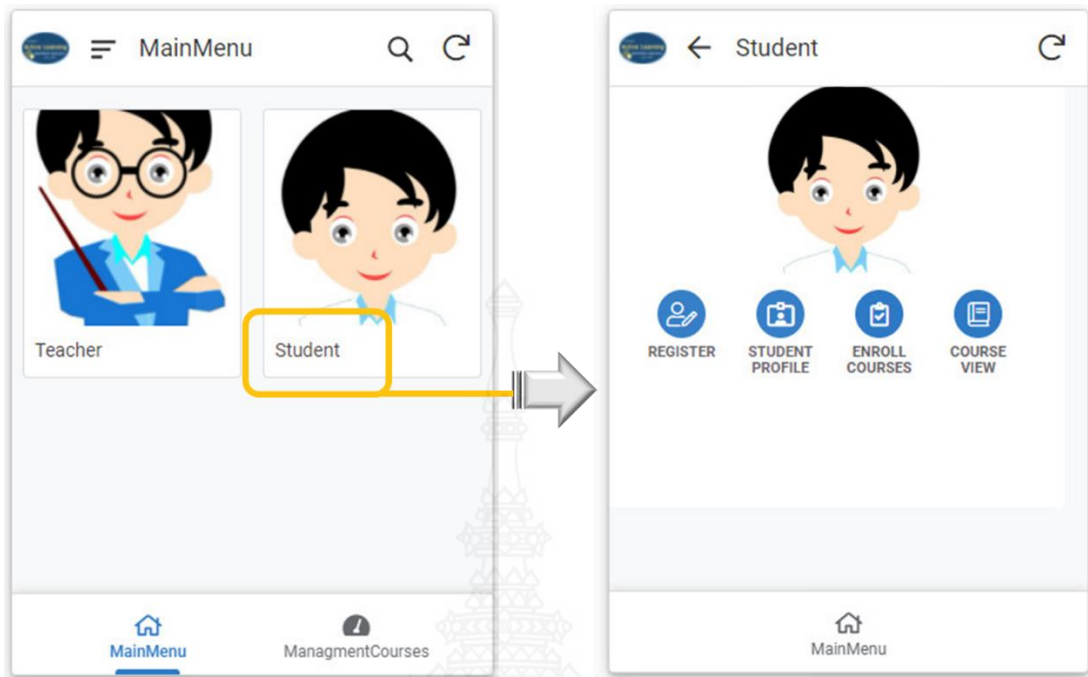 MainMenu
Teacher
Student
MainMenu
ManagmentCourses
Student
REGISTER
STUDENT
PROFILE
ENROLL
COURSES
COURSE
VIEW
MainMenu